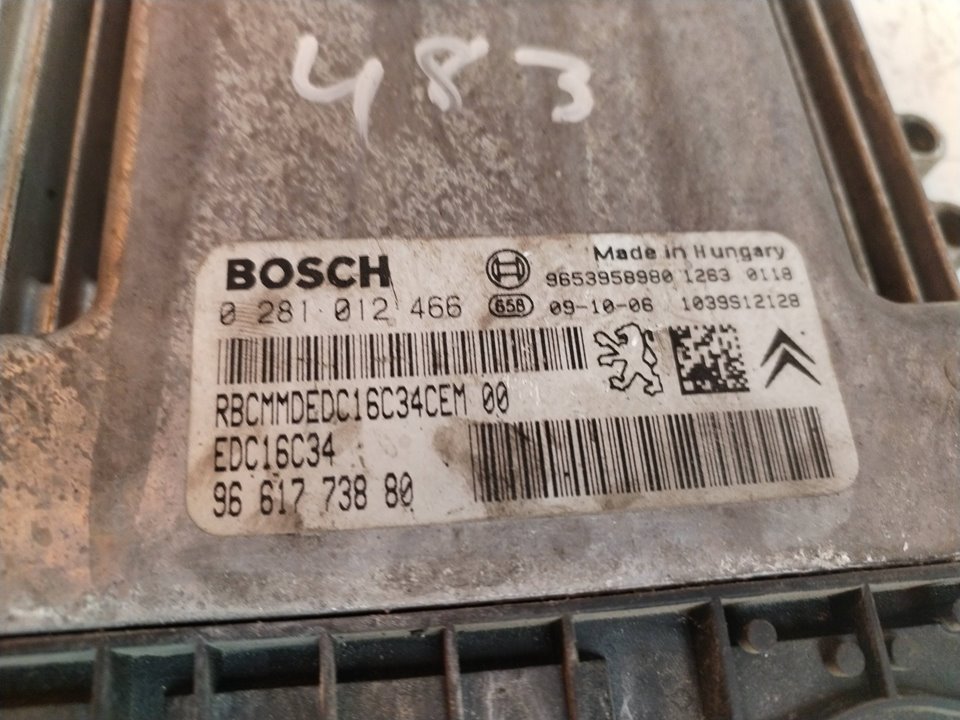 483
BOSCH
Made in Hungary
9653958980 1283 0118
0 281 012 466
658 09-10-06 1039S12128
RBCMMDEDC16C34CEM 00
EDC16C34
96 617 738 80